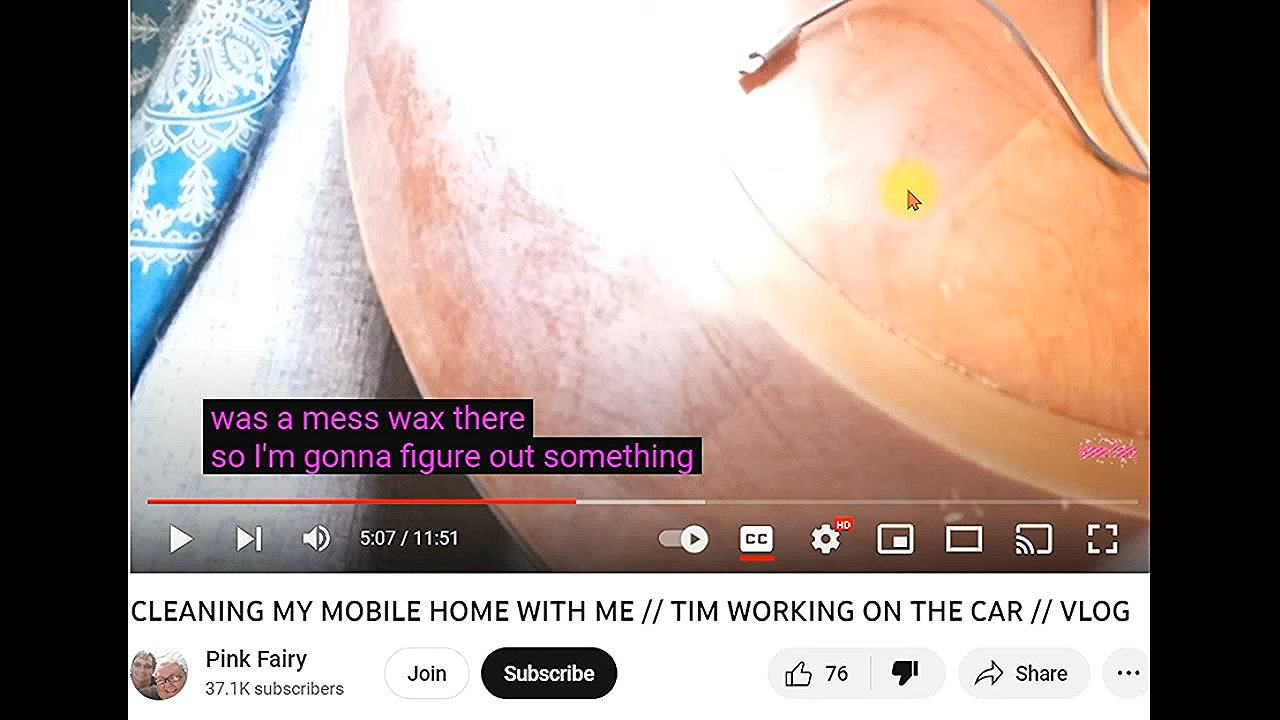 was a mess wax there
so I'm gonna figure out something
HD
5:07 / 11:51
CC
CLEANING MY MOBILE HOME WITH ME // TIM WORKING ON THE CAR // VLOG
Pink Fairy
37.1K subscribers
Join
Subscribe
76
Share